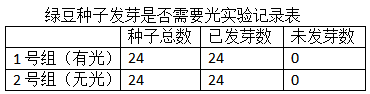 绿豆种子发芽是否需要光实验记录表
种子总数 已发芽数 未发芽数
1号组（有光） 24 24 0
2号组（无光） 24 24 0